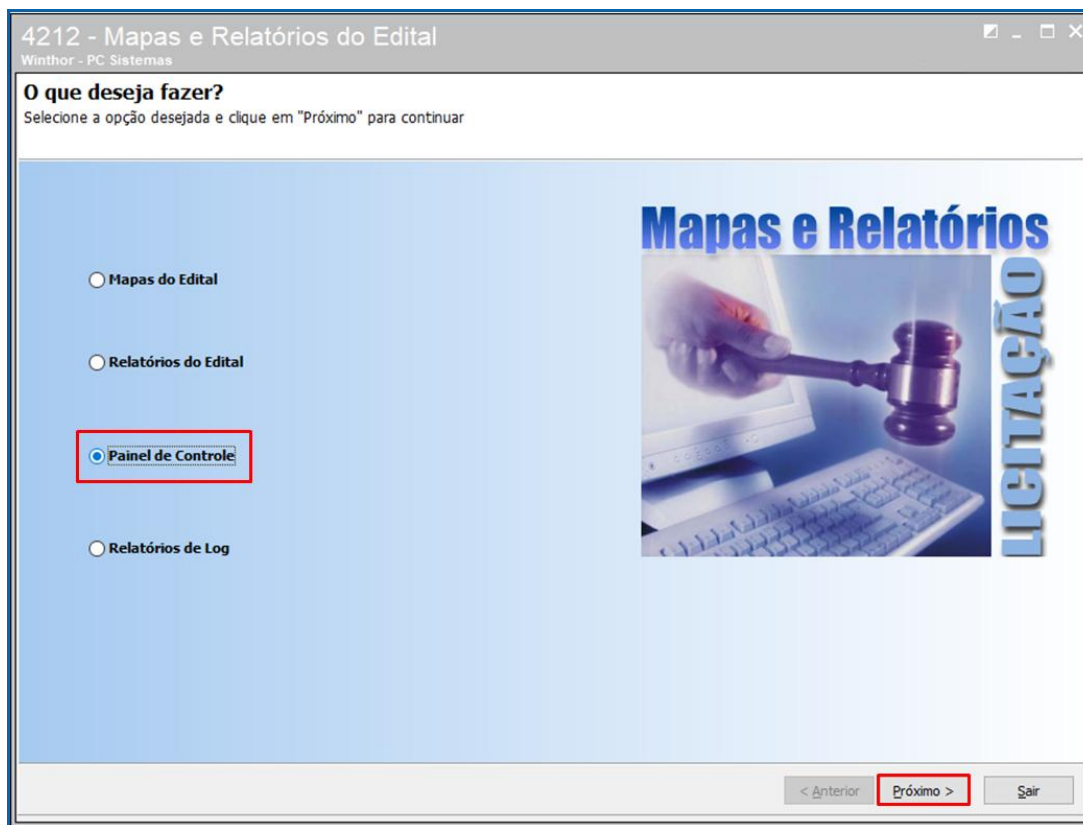 4212 - Mapas e Relatórios do Edital
Winthor - PC Sistemas
O que deseja fazer?
Selecione a opção desejada e clique em "Próximo" para continuar
Mapas e Relatórios
LICITAÇÃO
Mapas do Edital
Relatórios do Edital
Painel de Controle
Relatórios de Log
< Anterior
Próximo >
Sair